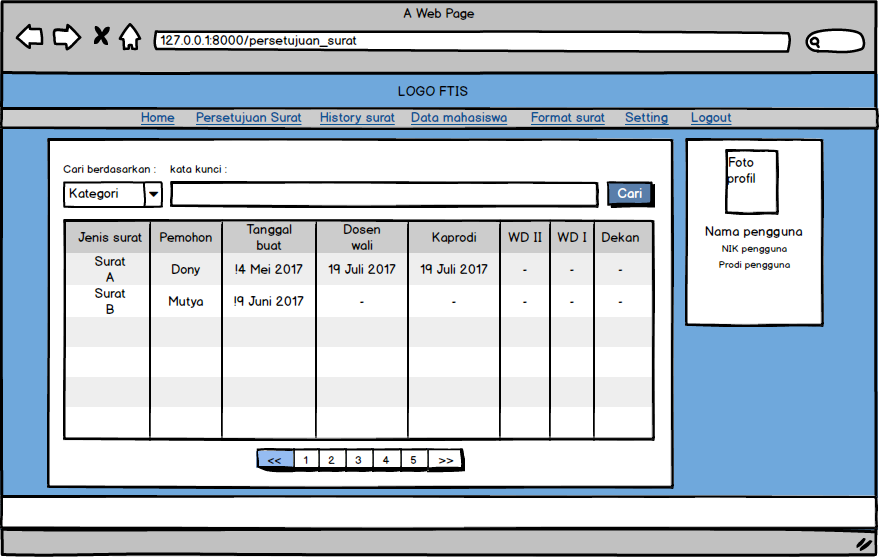 A Web Page
127.0.0.1:8000/persetujuan_surat
LOGO FTIS
Home Persetujuan Surat History surat Data mahasiswa Format surat Setting Logout
Cari berdasarkan : kata kunci :
Kategori Cari
Jenis surat Pemohon Tanggal buat Dosen wali Kaprodi WD II WD I Dekan
Surat A Dony !4 Mei 2017 19 Juli 2017 19 Juli 2017 - - -
Surat B Mutya !9 Juni 2017 - - - - -
<< 1 2 3 4 5 >>
Foto
profil
Nama pengguna
NIK pengguna
Prodi pengguna